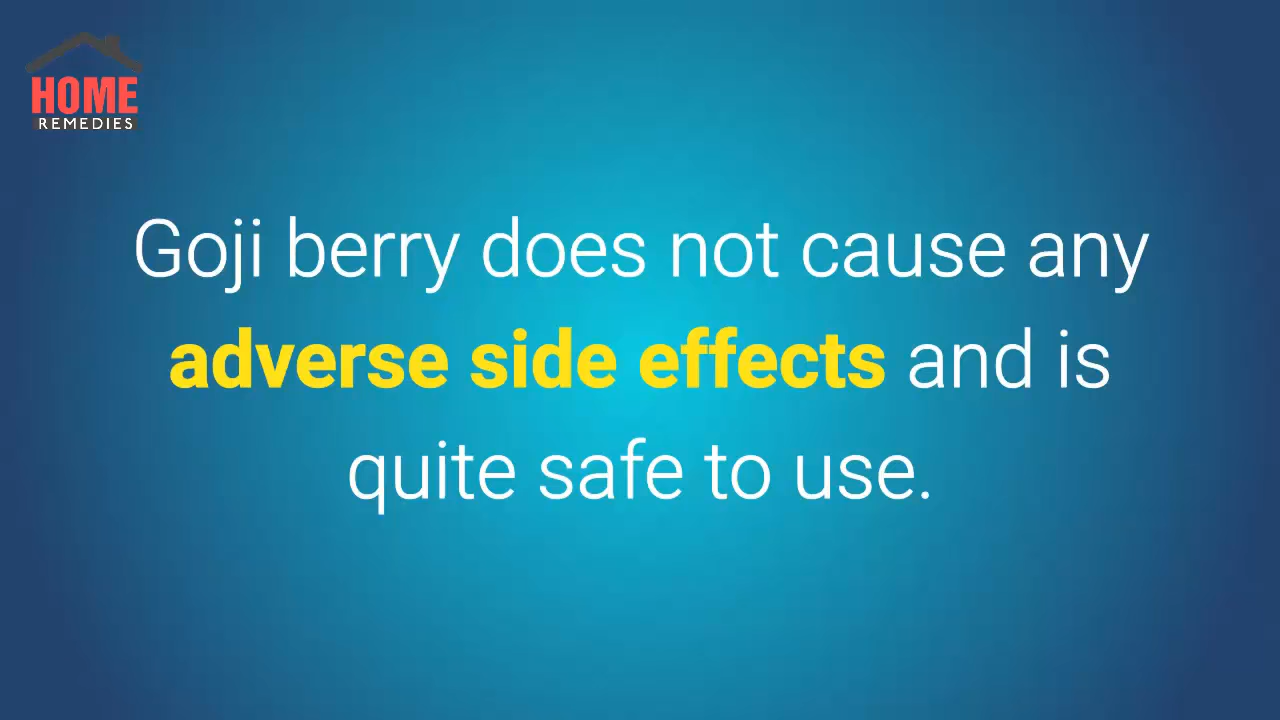 HOME
REMEDIES
Goji berry does not cause any
adverse side effects and is
quite safe to use.